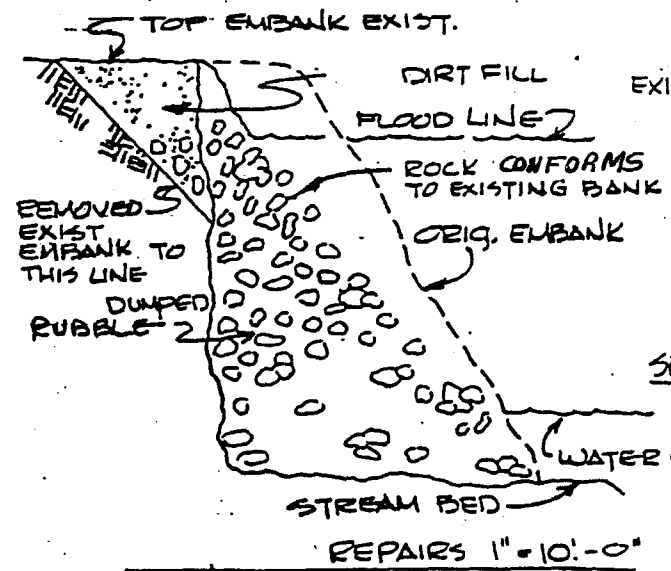 TOP EMBANK EXIST.
DIRT FILL
FLOOD LINE
ROCK CONFORMS
TO EXISTING BANK
ORIG. EMBANK
REMOVED
EXIST
EMBANK TO
THIS LINE
DUMPED
RUBBLE
WATER
STREAM BED
REPAIRS 1"=10'-0"